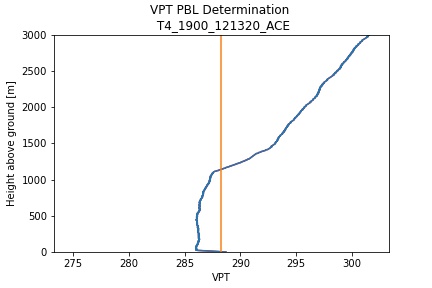 VPT PBL Determination
T4_1900_121320_ACE
3000
2500
2000
1500
1000
500
0
Height above ground [m]
275 280 285 290 295 300
VPT